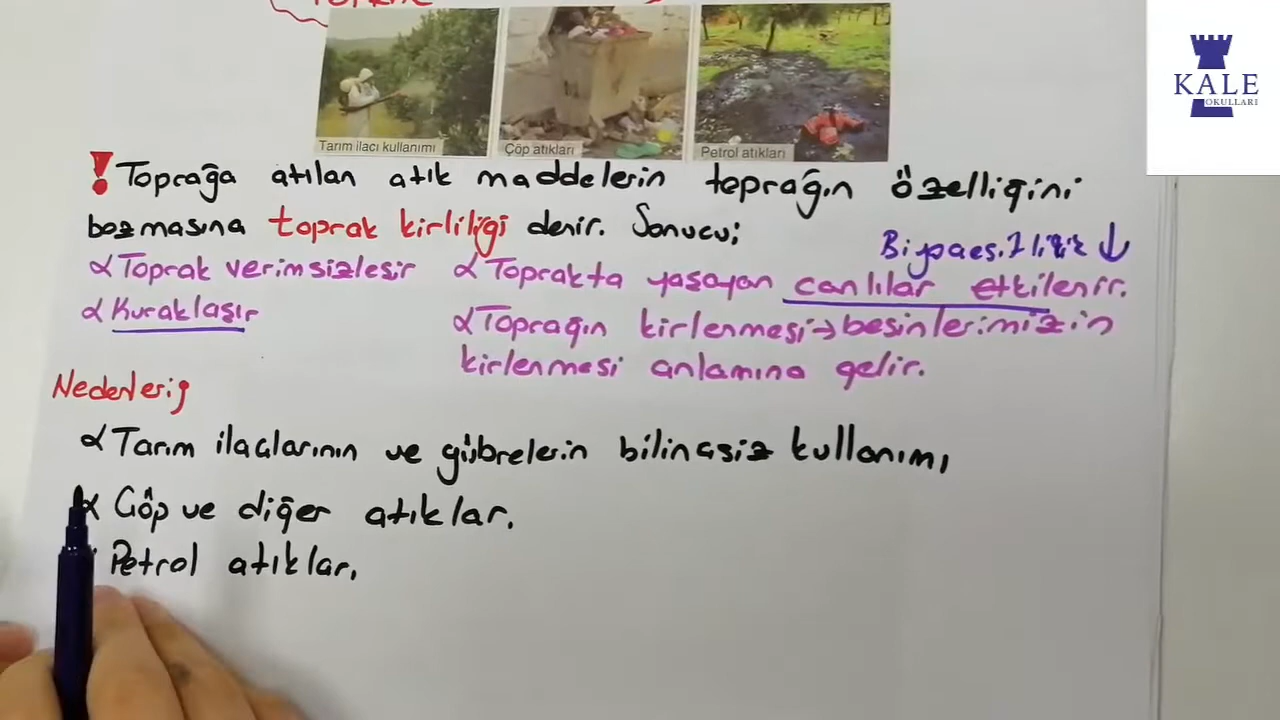 KALE
OKULLARI
Tarım ilacı kullanımı
Çöp atıkları
Petrol atıkları
! Toprağa atılan atık maddelerin toprağın özelliğini
bozmasına toprak kirliliği denir. Sonucu;
Biyoçeşitlilik ↓
α Toprak verimsizleşir
α Toprakta yaşayan canlılar etkilenir.
α Kuraklaşır
α Toprağın kirlenmesi → besinlerimizin
kirlenmesi anlamına gelir.
Nedenleri;
α Tarım ilaçlarının ve gübrelerin bilinçsiz kullanımı
α Çöp ve diğer atıklar.
Petrol atıkları